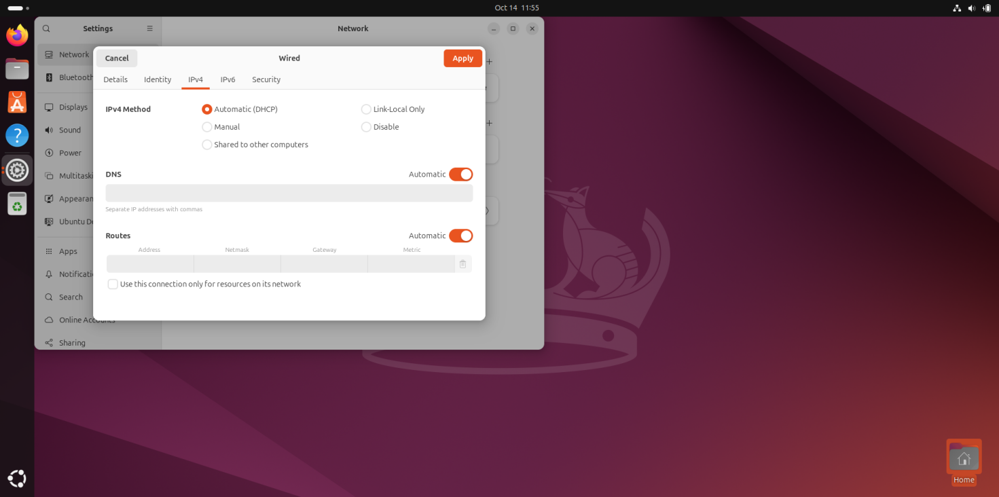 Oct 14 11:55
Settings
Network
Network
Bluetooth
Displays
Sound
Power
Multitaski
Appearan
Ubuntu De
Apps
Notificatio
Search
Online Accounts
Sharing
Cancel
Wired
Apply
Details
Identity
IPv4
IPv6
Security
IPv4 Method
Automatic (DHCP)
Link-Local Only
Manual
Disable
Shared to other computers
DNS
Automatic
Separate IP addresses with commas
Routes
Automatic
Address
Netmask
Gateway
Metric
Use this connection only for resources on its network
Home